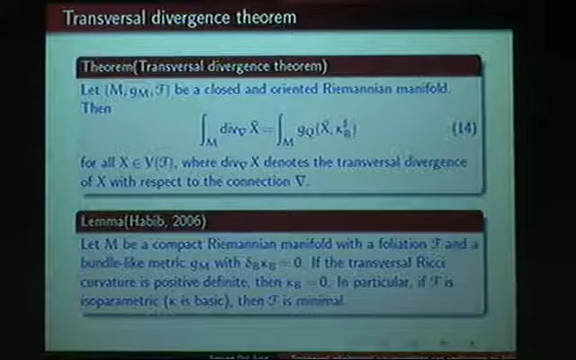 Transversal divergence theorem
Theorem(Transversal divergence theorem)
Let (M, g_M, ℱ) be a closed and oriented Riemannian manifold.
Then
∫_M div_∇ X̄ = ∫_M g_Q(X̄, κ_B^♯) (14)
for all X ∈ V(ℱ), where div_∇ X denotes the transversal divergence
of X with respect to the connection ∇.
Lemma(Habib, 2006)
Let M be a compact Riemannian manifold with a foliation ℱ and a
bundle-like metric g_M with δ_B κ_B = 0. If the transversal Ricci
curvature is positive definite, then κ_B = 0. In particular, if ℱ is
isoparametric (κ is basic), then ℱ is minimal.